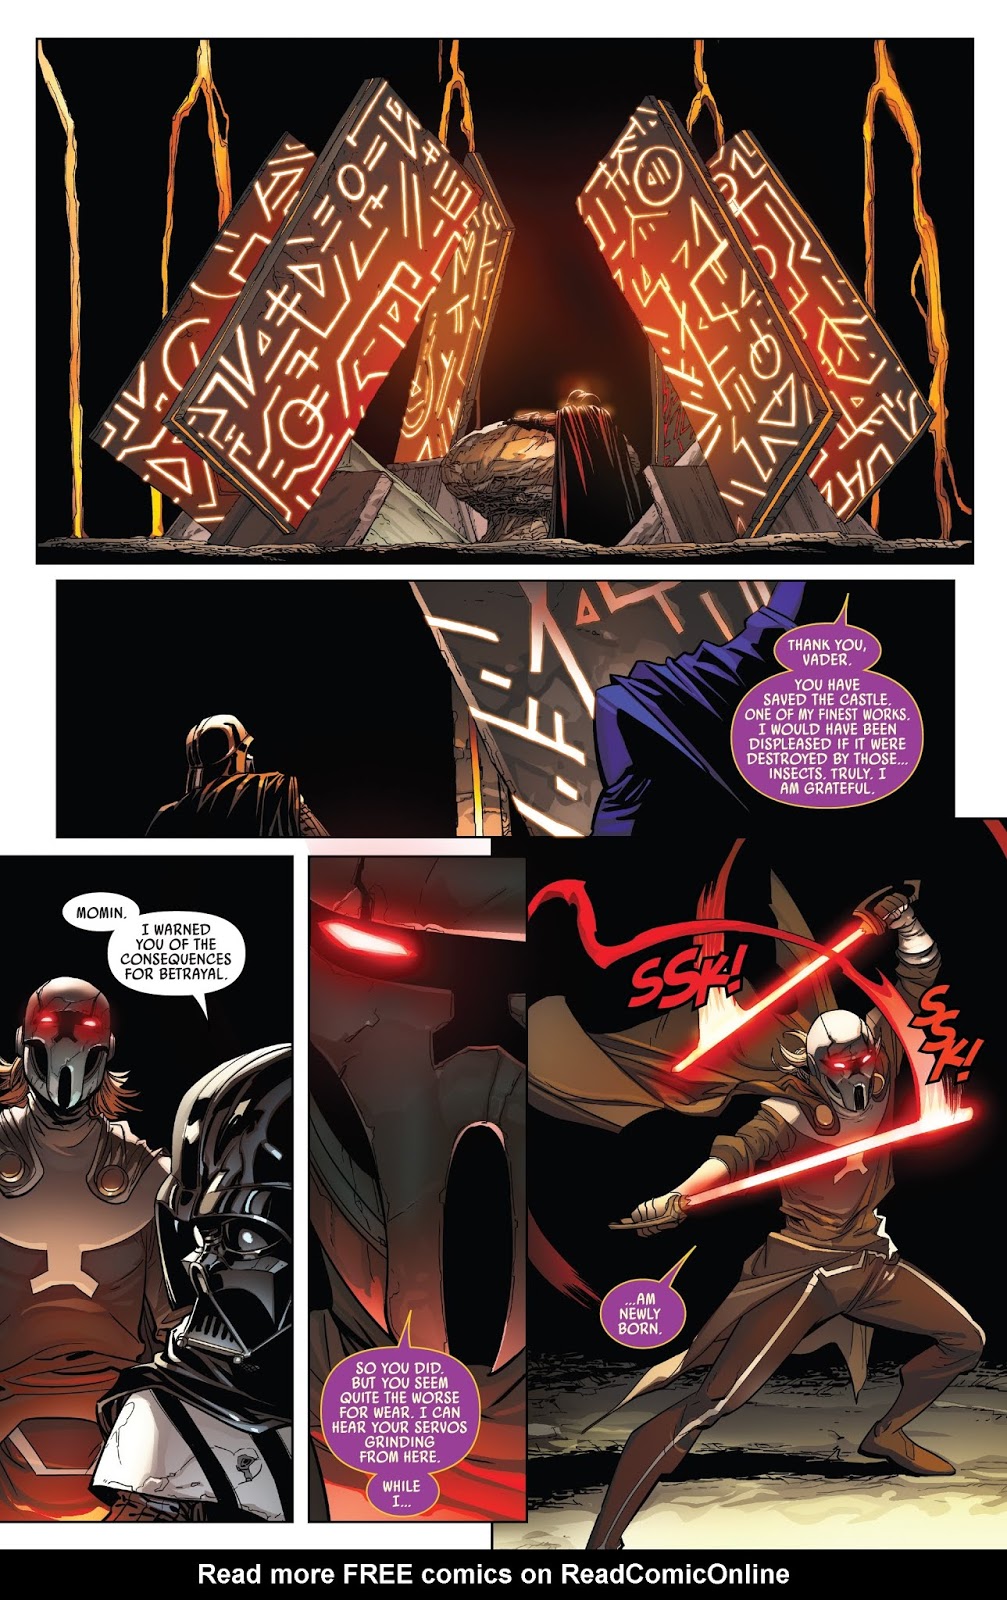 THANK YOU,
VADER.
YOU HAVE
SAVED THE CASTLE.
ONE OF MY FINEST WORKS.
I WOULD HAVE BEEN
DISPLEASED IF IT WERE
DESTROYED BY THOSE...
INSECTS. TRULY, I
AM GRATEFUL.
MOMIN.
I WARNED
YOU OF THE
CONSEQUENCES
FOR BETRAYAL.
SO YOU DID.
BUT YOU SEEM
QUITE THE WORSE
FOR WEAR. I CAN
HEAR YOUR SERVOS
GRINDING
FROM HERE.
WHILE
I...
SSK!
SSSK!
...AM
NEWLY
BORN.
Read more FREE comics on ReadComicOnline